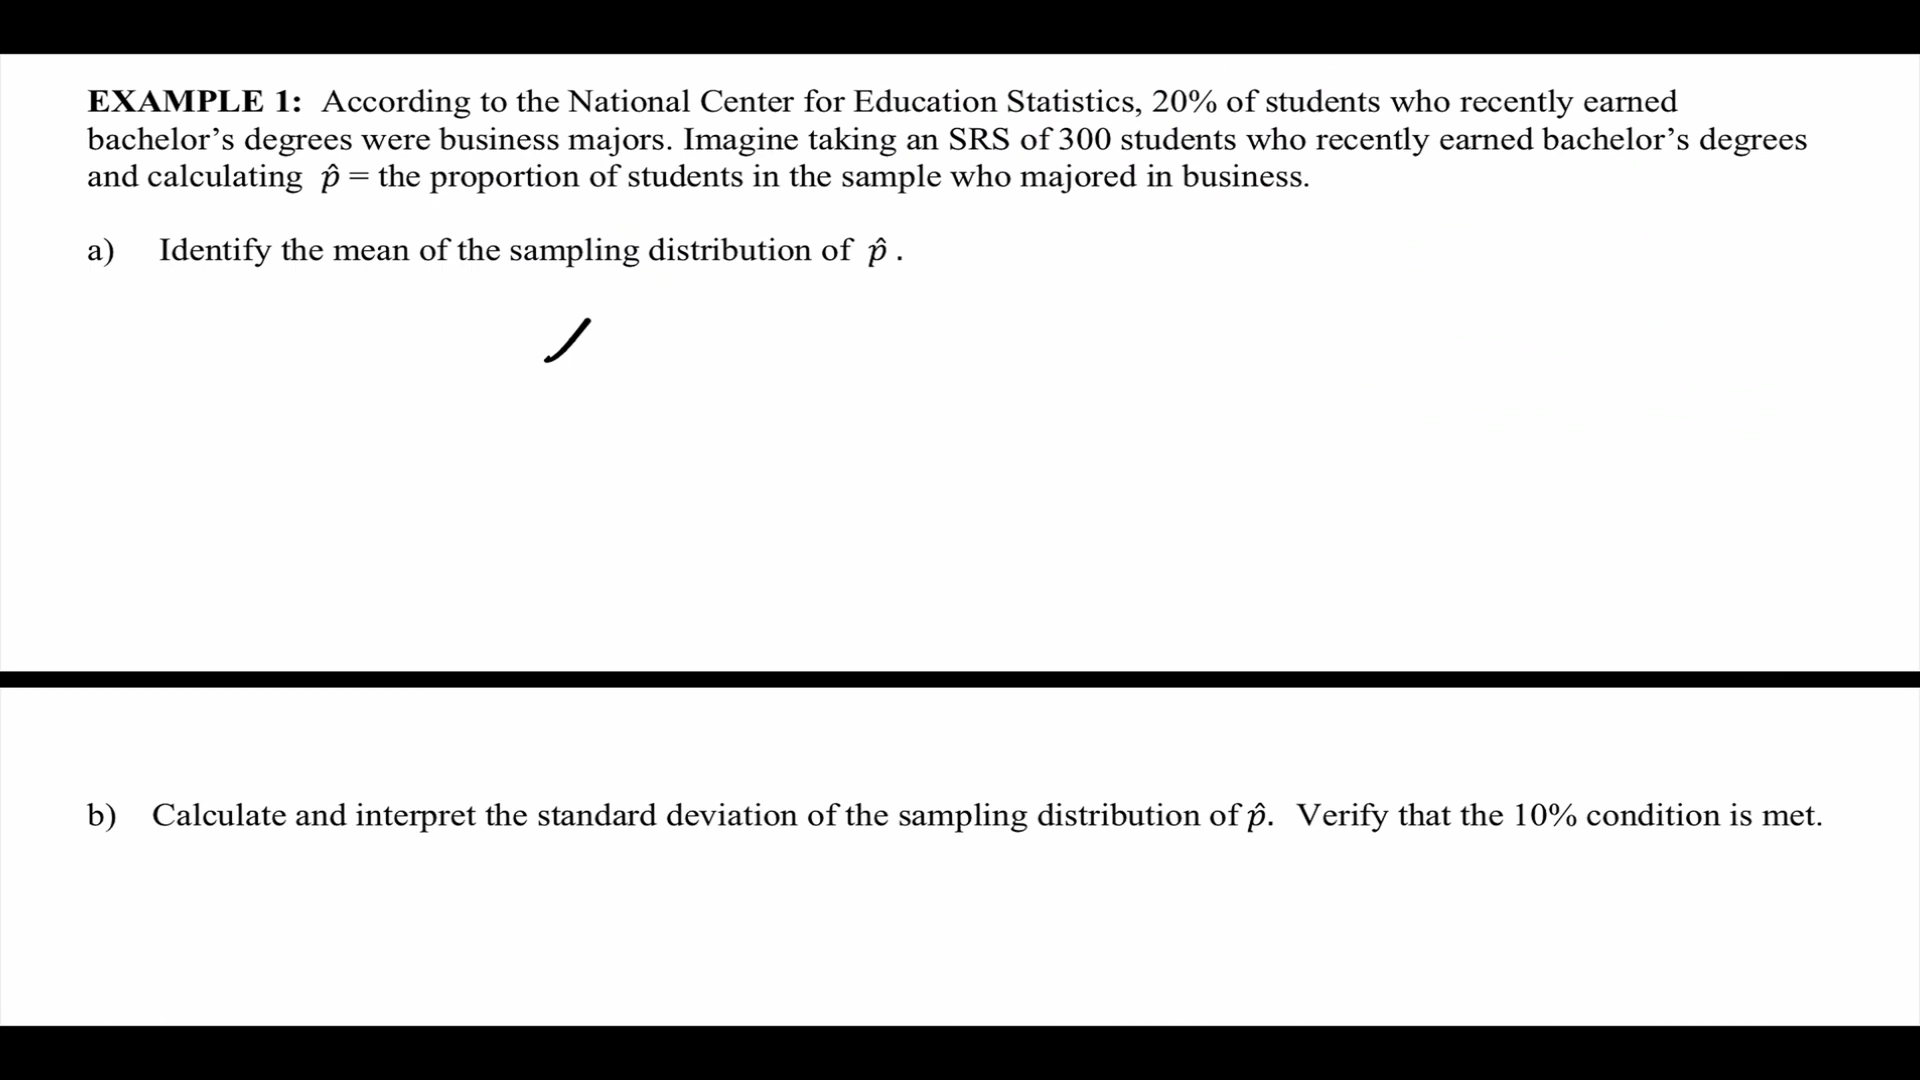 EXAMPLE 1: According to the National Center for Education Statistics, 20% of students who recently earned
bachelor’s degrees were business majors. Imagine taking an SRS of 300 students who recently earned bachelor’s degrees
and calculating p̂ = the proportion of students in the sample who majored in business.
a) Identify the mean of the sampling distribution of p̂ .
b) Calculate and interpret the standard deviation of the sampling distribution of p̂. Verify that the 10% condition is met.